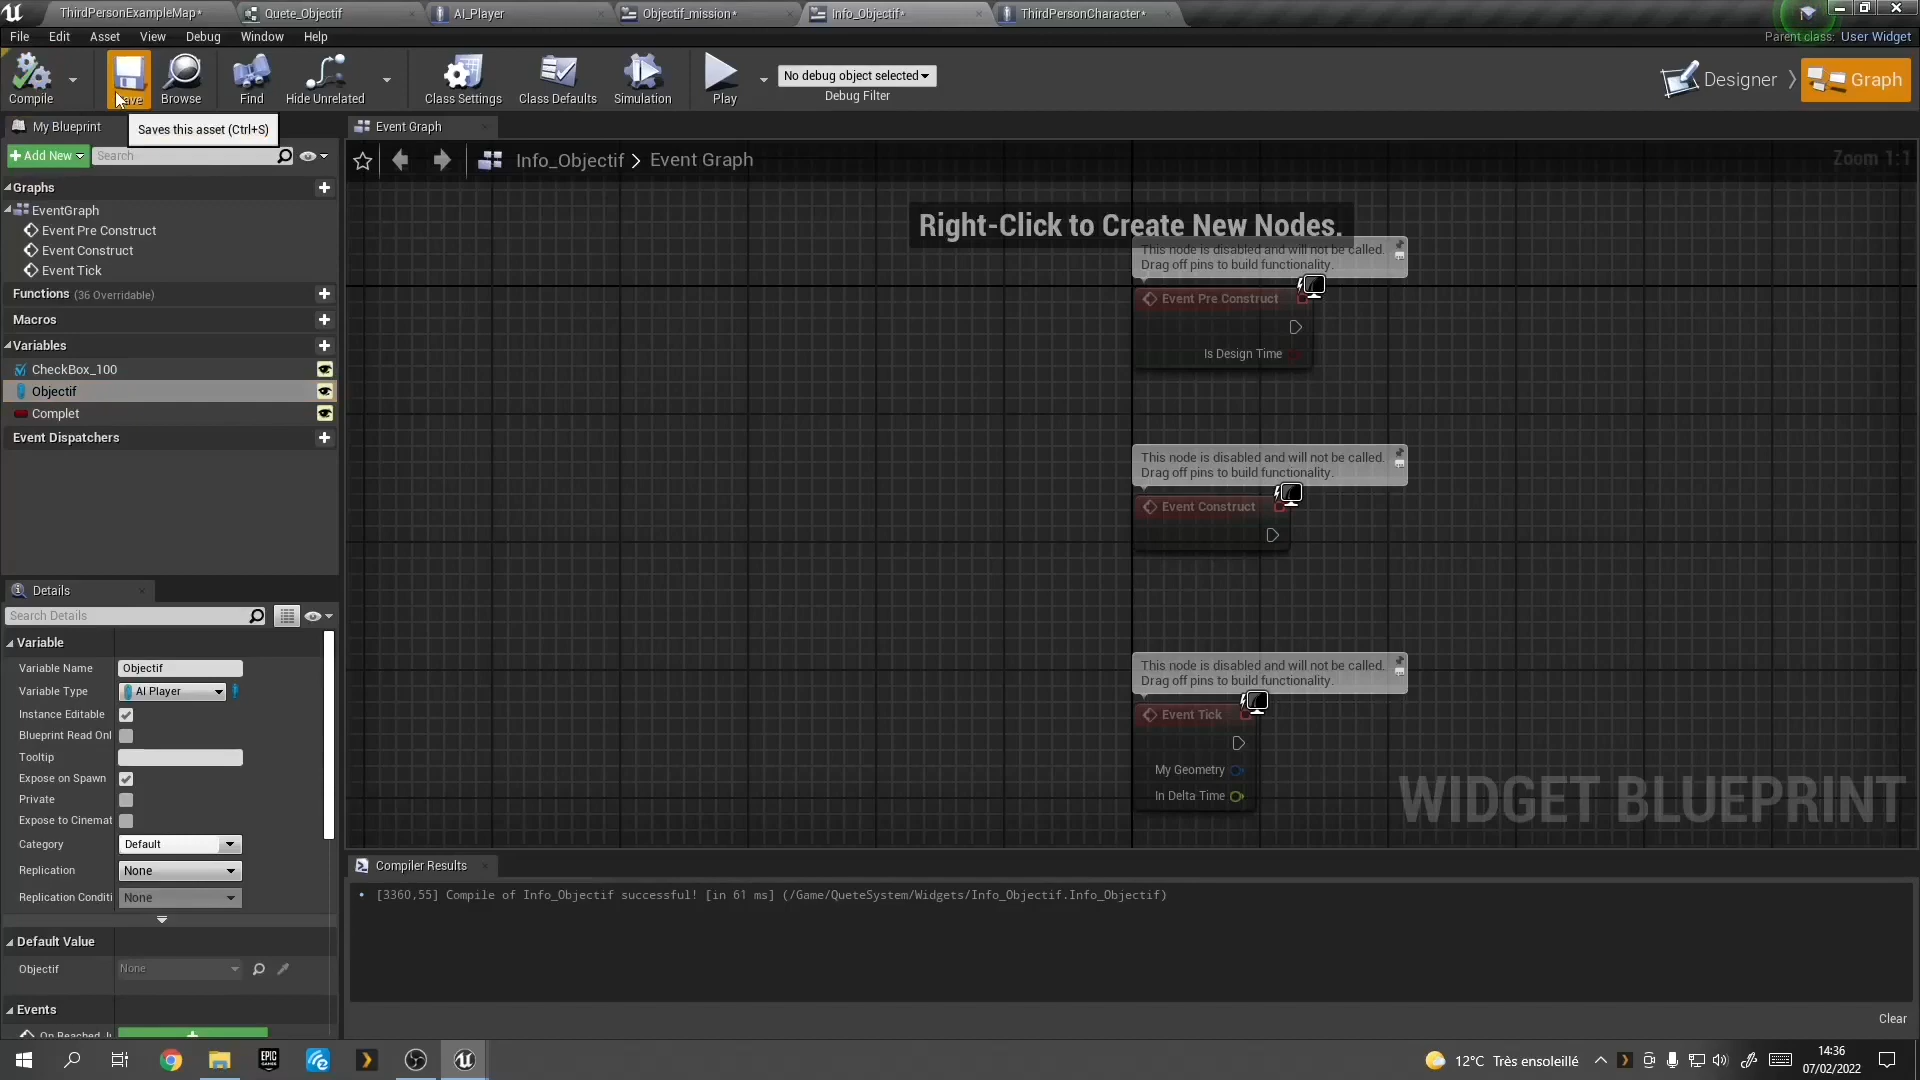 ThirdPersonExampleMap*
Quete_Objectif
AI_Player
Objectif_mission*
Info_Objectif*
ThirdPersonCharacter*
File
Edit
Asset
View
Debug
Window
Help
Parent class: User Widget
Compile
Browse
Find
Hide Unrelated
Class Settings
Class Defaults
Simulation
Play
No debug object selected
Debug Filter
Designer
Graph
Saves this asset (Ctrl+S)
My Blueprint
Event Graph
Add New
Search
Info_Objectif > Event Graph
Zoom 1:1
Right-Click to Create New Nodes.
Graphs
EventGraph
Event Pre Construct
Event Construct
Event Tick
Functions (36 Overridable)
Macros
Variables
CheckBox_100
Objectif
Complet
Event Dispatchers
This node is disabled and will not be called.
Drag off pins to build functionality.
Event Pre Construct
Is Design Time
This node is disabled and will not be called.
Drag off pins to build functionality.
Event Construct
This node is disabled and will not be called.
Drag off pins to build functionality.
Event Tick
My Geometry
In Delta Time
WIDGET BLUEPRINT
Details
Search Details
Variable
Variable Name Objectif
Variable Type AI Player
Instance Editable
Blueprint Read Onl
Tooltip
Expose on Spawn
Private
Expose to Cinemat
Category Default
Replication None
Replication Conditi None
Default Value
Objectif None
Events
Compiler Results
[3360,55] Compile of Info_Objectif successful! [in 61 ms] (/Game/QueteSystem/Widgets/Info_Objectif.Info_Objectif)
Clear
EPIC GAMES
12°C Très ensoleillé
14:36
07/02/2022